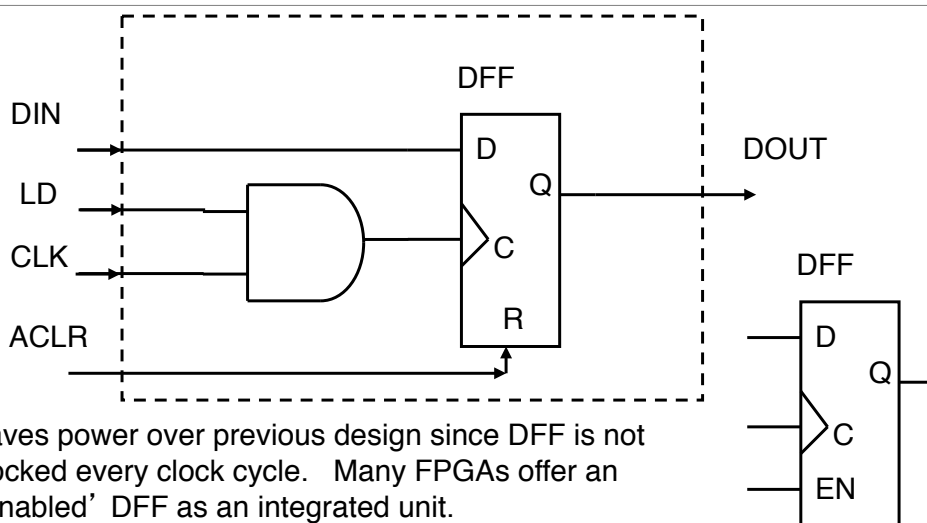 DFF
DIN
D
DOUT
LD
Q
CLK
C
DFF
R
ACLR
D
Q
C
EN
aves power over previous design since DFF is not
ocked every clock cycle. Many FPGAs offer an
nabled’ DFF as an integrated unit.